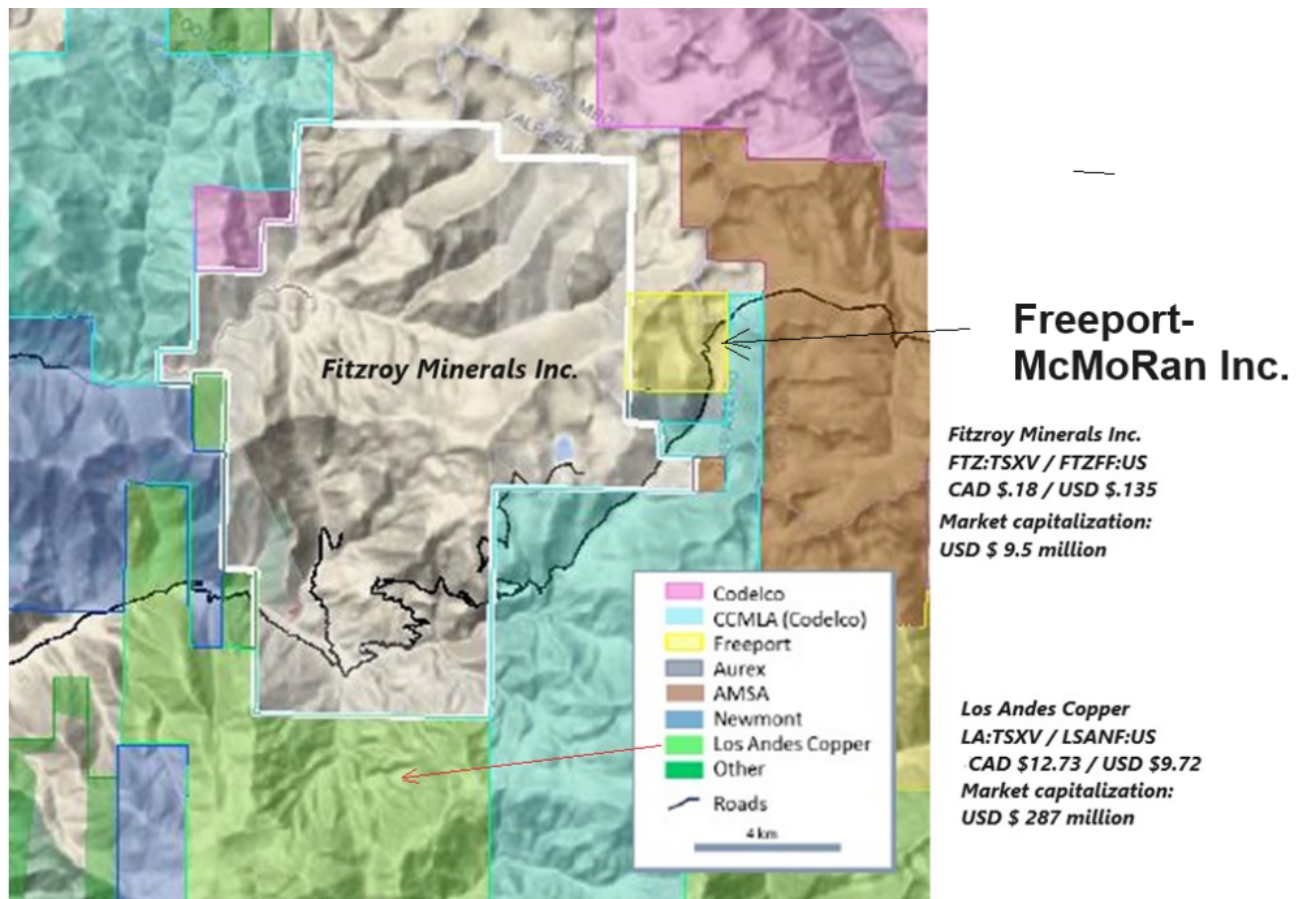 Fitzroy Minerals Inc.
Freeport-
McMoRan Inc.
Fitzroy Minerals Inc.
FTZ:TSXV / FTZFF:US
CAD $.18 / USD $.135
Market capitalization:
USD $ 9.5 million
Codelco
CCMLA (Codelco)
Freeport
Aurex
AMSA
Newmont
Los Andes Copper
Other
Roads
4 km
Los Andes Copper
LA:TSXV / LSANF:US
CAD $12.73 / USD $9.72
Market capitalization:
USD $ 287 million